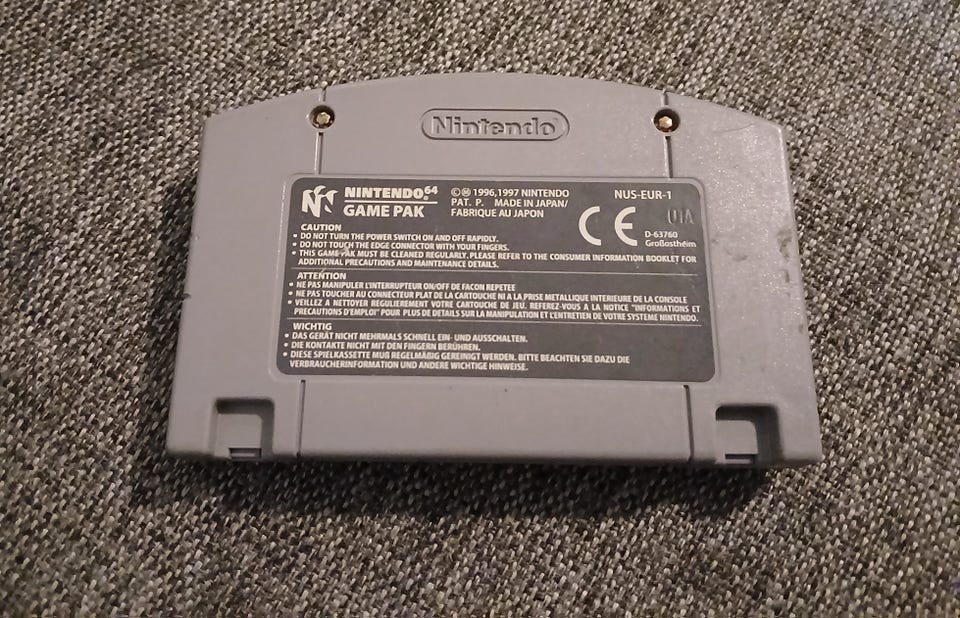 Nintendo
NINTENDO 64
GAME PAK
©Ⓜ 1996,1997 NINTENDO
PAT. P. MADE IN JAPAN/
FABRIQUE AU JAPON
NUS-EUR-1
CE
01A
D-63760
Großostheim
CAUTION
• DO NOT TURN THE POWER SWITCH ON AND OFF RAPIDLY.
• DO NOT TOUCH THE EDGE CONNECTOR WITH YOUR FINGERS.
• THIS GAME PAK MUST BE CLEANED REGULARLY. PLEASE REFER TO THE CONSUMER INFORMATION BOOKLET FOR
ADDITIONAL PRECAUTIONS AND MAINTENANCE DETAILS.
ATTENTION
• NE PAS MANIPULER L'INTERRUPTEUR ON/OFF DE FACON REPETEE
• NE PAS TOUCHER AU CONNECTEUR PLAT DE LA CARTOUCHE NI A LA PRISE METALLIQUE INTERIEURE DE LA CONSOLE
• VEILLEZ A NETTOYER REGULIEREMENT VOTRE CARTOUCHE DE JEU. REFEREZ-VOUS A LA NOTICE "INFORMATIONS ET
PRECAUTIONS D'EMPLOI" POUR PLUS DE DETAILS SUR LA MANIPULATION ET L'ENTRETIEN DE VOTRE SYSTEME NINTENDO.
WICHTIG
• DAS GERÄT NICHT MEHRMALS SCHNELL EIN- UND AUSSCHALTEN.
• DIE KONTAKTE NICHT MIT DEN FINGERN BERÜHREN.
• DIESE SPIELKASSETTE MUß REGELMÄßIG GEREINIGT WERDEN. BITTE BEACHTEN SIE DAZU DIE
VERBRAUCHERINFORMATION UND ANDERE WICHTIGE HINWEISE.